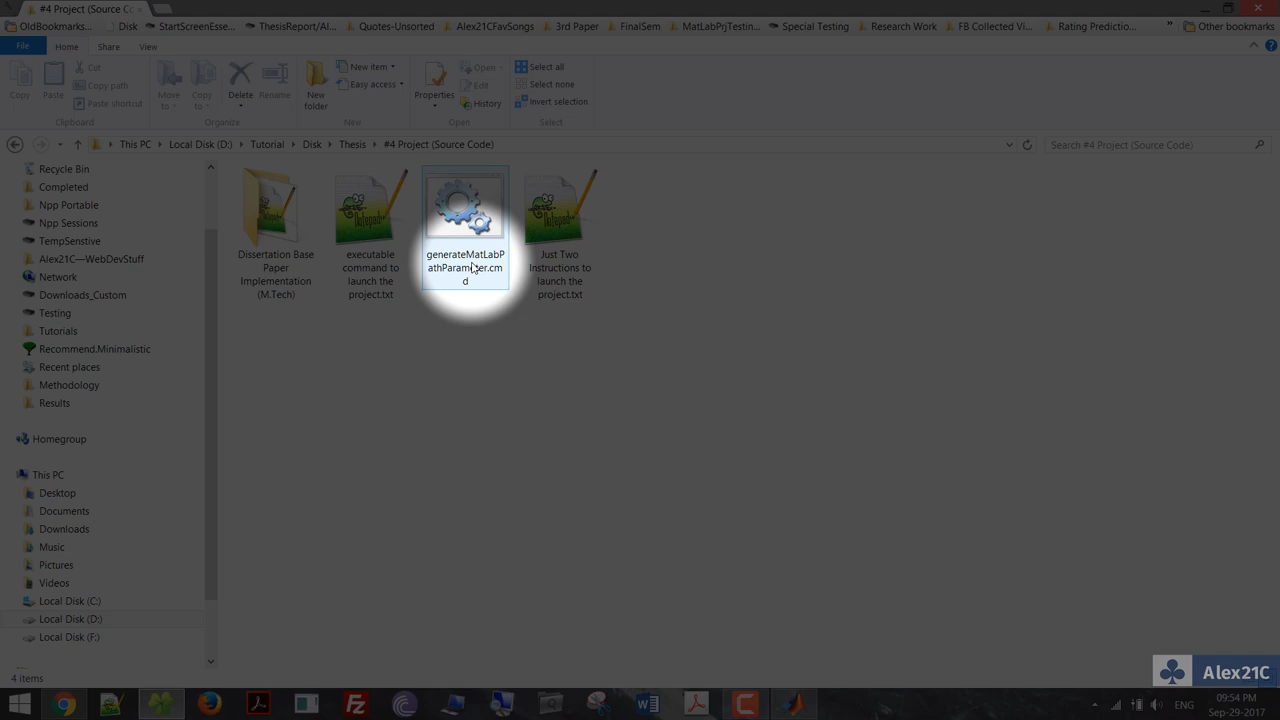 #4 Project (Source Co
OldBookmarks... Disk StartScreenEsse... ThesisReport/Al... Quotes-Unsorted Alex21CFavSongs 3rd Paper FinalSem MatLabPrjTestin... Special Testing Research Work FB Collected Vi... Rating Predictio... » Other bookmarks
File Home Share View
Copy
Paste
Cut
Copy path
Paste shortcut
Move to
Copy to
Delete
Rename
New folder
New item
Easy access
Properties
Open
Edit
History
Select all
Select none
Invert selection
Clipboard Organize New Open Select
This PC Local Disk (D:) Tutorial Disk Thesis #4 Project (Source Code)
Search #4 Project (Source Code)
Recycle Bin
Completed
Npp Portable
Npp Sessions
TempSenstive
Alex21C—WebDevStuff
Network
Downloads_Custom
Testing
Tutorials
Recommend.Minimalistic
Recent places
Methodology
Results
Homegroup
This PC
Desktop
Documents
Downloads
Music
Pictures
Videos
Local Disk (C:)
Local Disk (D:)
Local Disk (F:)
Dissertation Base
Paper
Implementation
(M.Tech)
executable
command to
launch the
project.txt
generateMatLabP
athParameter.cm
d
Just Two
Instructions to
launch the
project.txt
4 items
Alex21C
ENG
09:54 PM
Sep-29-2017